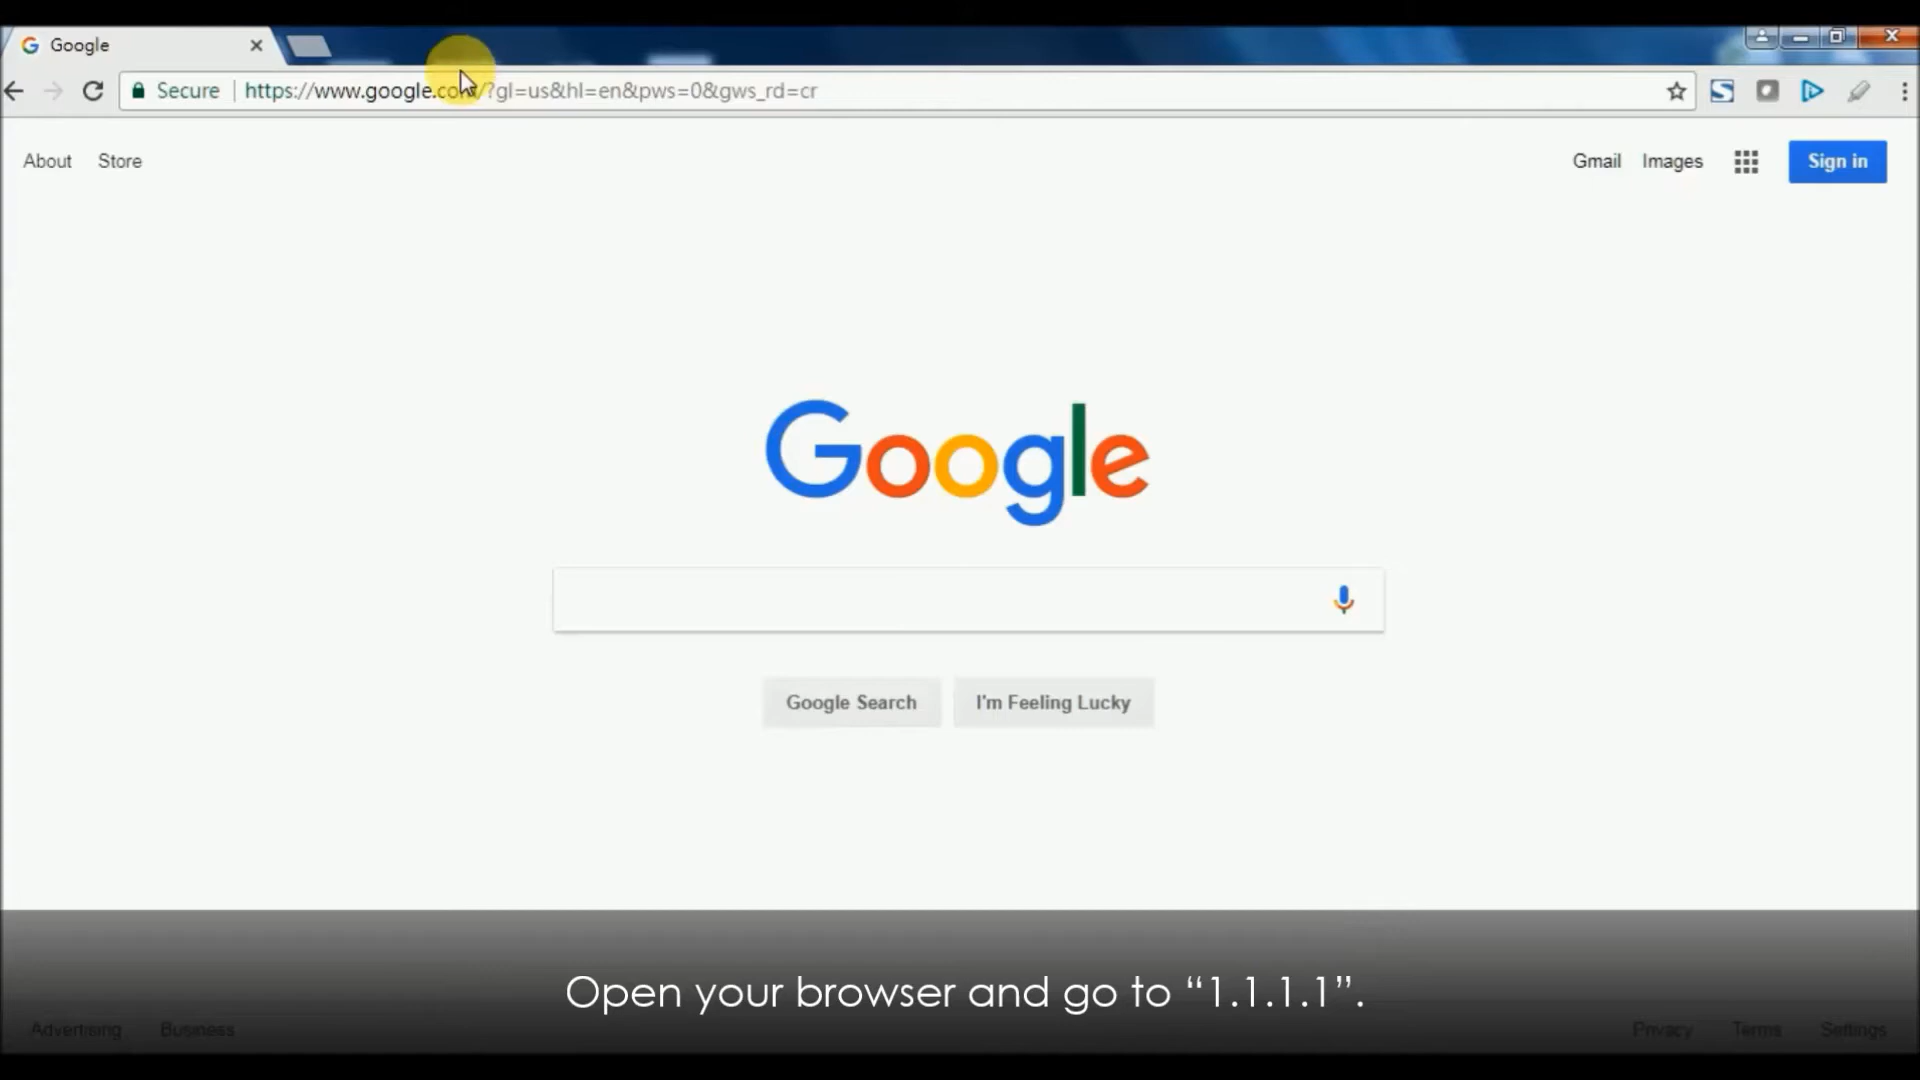 Google
Secure
https://www.google.com/?gl=us&hl=en&pws=0&gws_rd=cr
About
Store
Gmail
Images
Sign in
Google
Google Search
I'm Feeling Lucky
Open your browser and go to “1.1.1.1”.
Advertising
Business
Privacy
Terms
Settings